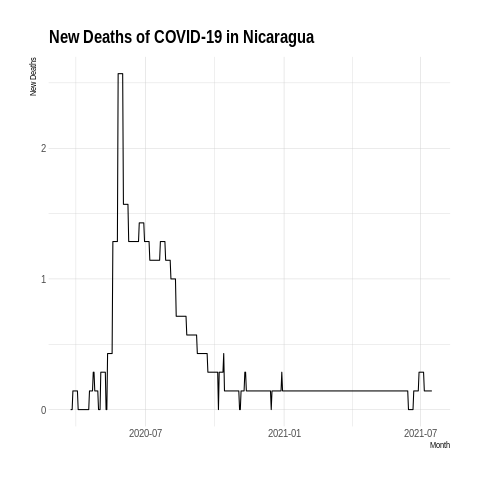 New Deaths of COVID-19 in Nicaragua
New Deaths
2
1
0
2020-07
2021-01
2021-07
Month